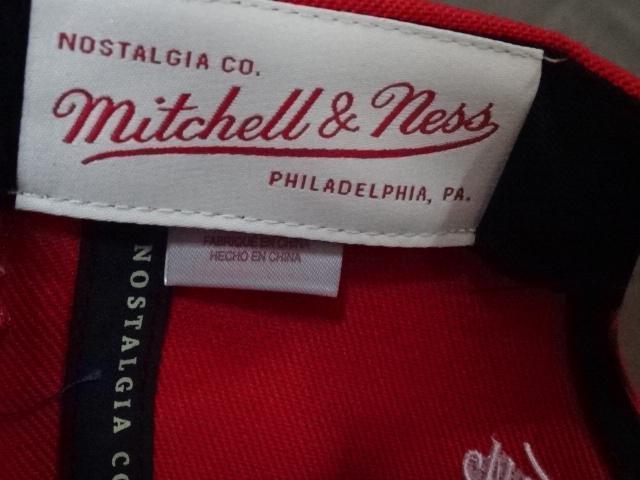 NOSTALGIA CO.
Mitchell & Ness
PHILADELPHIA, PA.
FABRIQUE EN CHINE
HECHO EN CHINA
NOSTALGIA CO